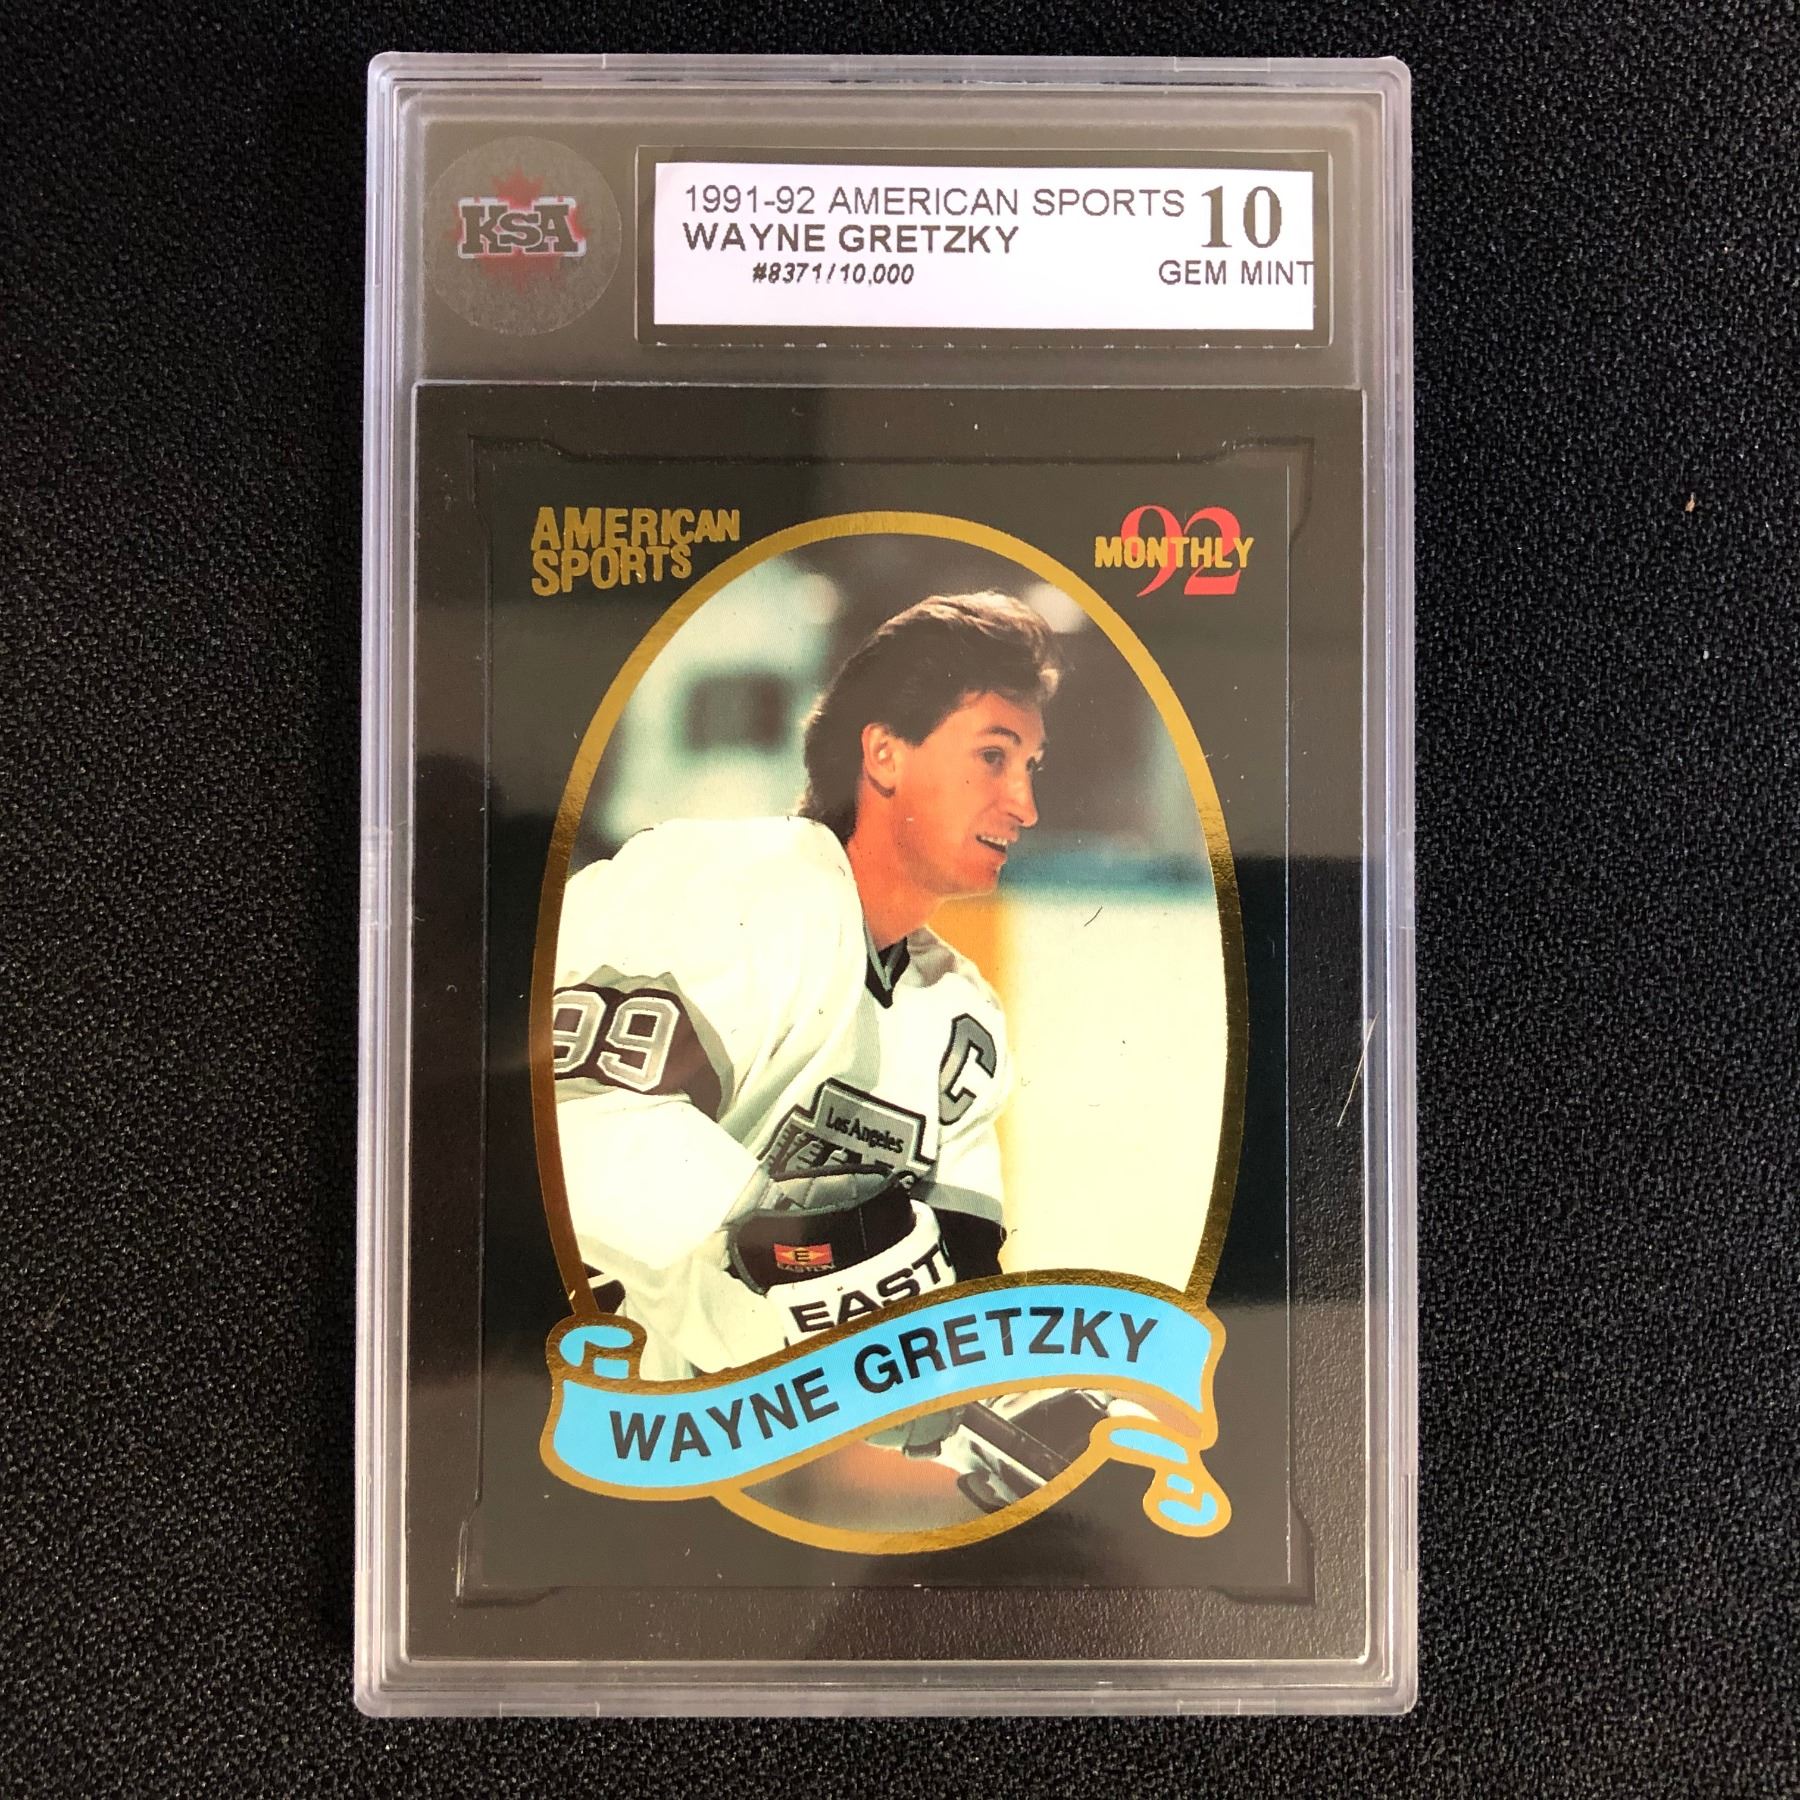 KSA
1991-92 AMERICAN SPORTS 10
WAYNE GRETZKY
#8371/10,000 GEM MINT
AMERICAN
SPORTS
92
MONTHLY
99
C
Los Angeles
E
EASTON
EAST
WAYNE GRETZKY